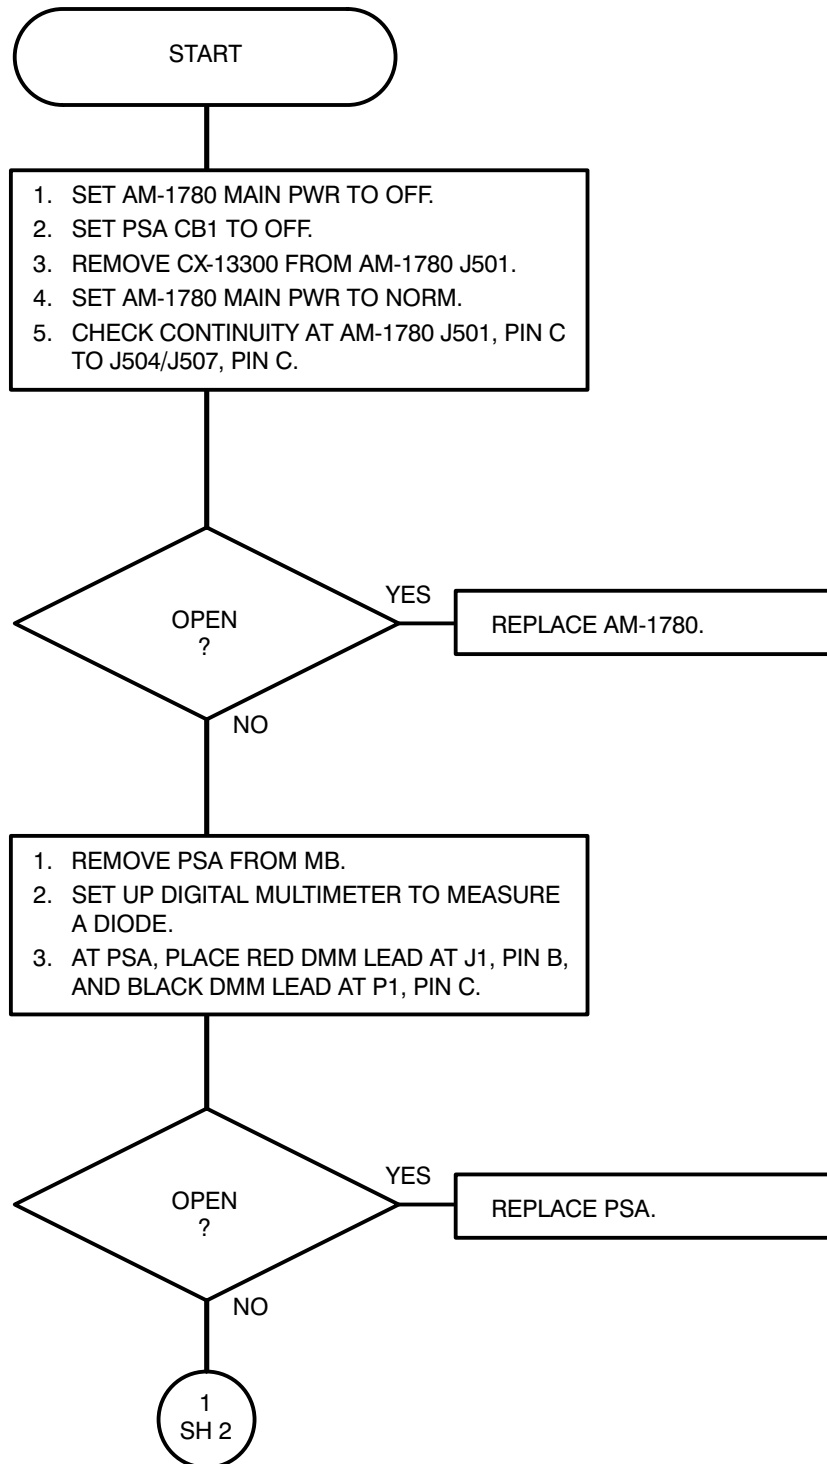 START
1. SET AM-1780 MAIN PWR TO OFF.
2. SET PSA CB1 TO OFF.
3. REMOVE CX-13300 FROM AM-1780 J501.
4. SET AM-1780 MAIN PWR TO NORM.
5. CHECK CONTINUITY AT AM-1780 J501, PIN C
TO J504/J507, PIN C.
OPEN
?
YES
REPLACE AM-1780.
NO
1. REMOVE PSA FROM MB.
2. SET UP DIGITAL MULTIMETER TO MEASURE
A DIODE.
3. AT PSA, PLACE RED DMM LEAD AT J1, PIN B,
AND BLACK DMM LEAD AT P1, PIN C.
OPEN
?
YES
REPLACE PSA.
NO
1
SH 2